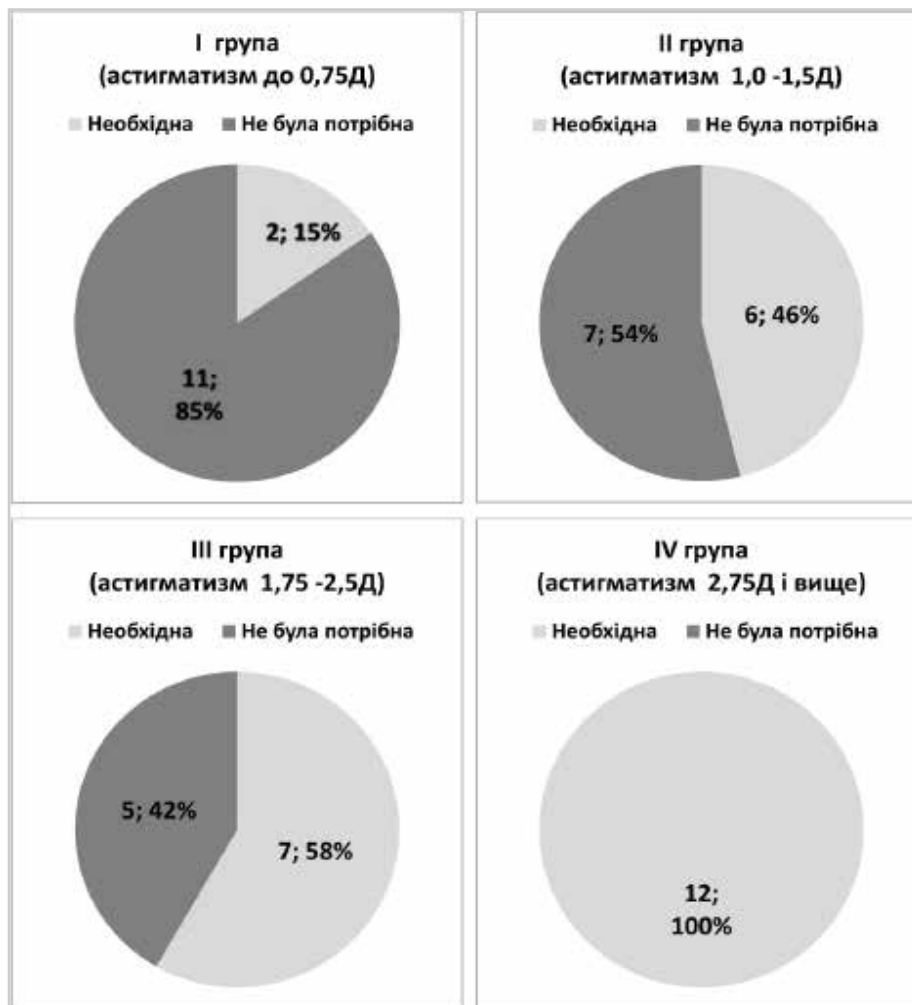 I група
(астигматизм до 0,75Д)
Необхідна Не була потрібна
2; 15%
11;
85%
II група
(астигматизм 1,0 -1,5Д)
Необхідна Не була потрібна
7; 54%
6; 46%
III група
(астигматизм 1,75 -2,5Д)
Необхідна Не була потрібна
5; 42%
7; 58%
IV група
(астигматизм 2,75Д і вище)
Необхідна Не була потрібна
12;
100%